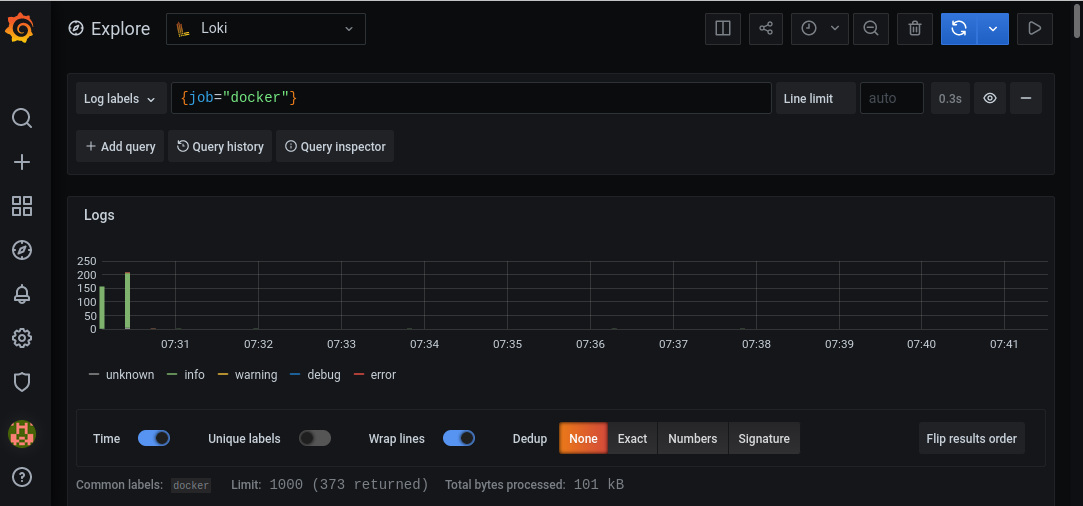 Explore Loki
Log labels {job="docker"} Line limit auto 0.3s
+ Add query Query history Query inspector
Logs
250
200
150
100
50
0
07:31 07:32 07:33 07:34 07:35 07:36 07:37 07:38 07:39 07:40 07:41
unknown info warning debug error
Time Unique labels Wrap lines Dedup None Exact Numbers Signature Flip results order
Common labels: docker Limit: 1000 (373 returned) Total bytes processed: 101 kB